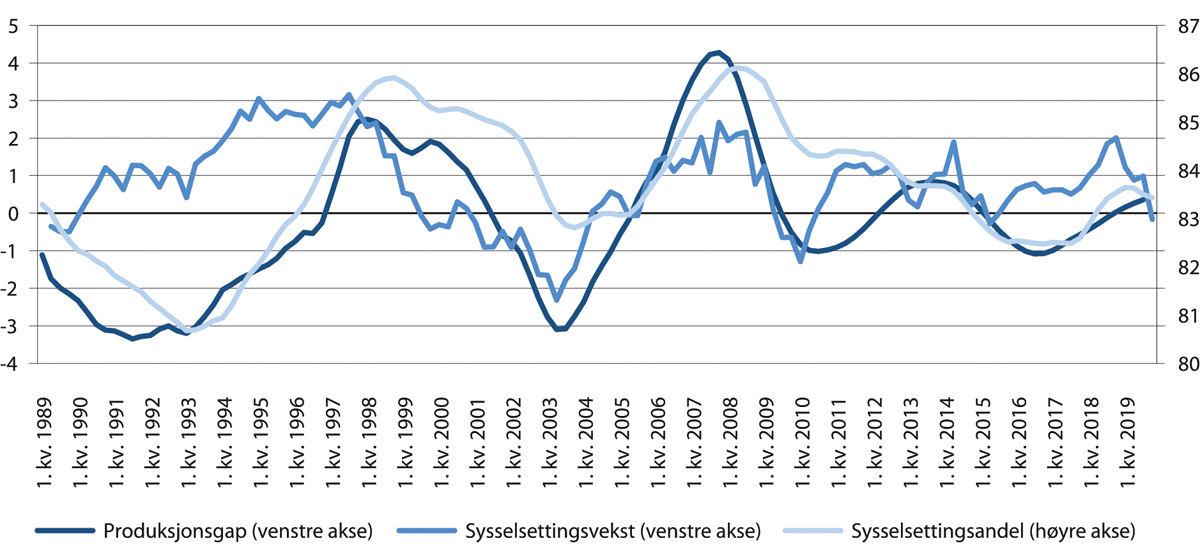 5
4
3
2
1
0
-1
-2
-3
-4
87
86
85
84
83
82
81
80
1. kv. 1989
1. kv. 1990
1. kv. 1991
1. kv. 1992
1. kv. 1993
1. kv. 1994
1. kv. 1995
1. kv. 1996
1. kv. 1997
1. kv. 1998
1. kv. 1999
1. kv. 2000
1. kv. 2001
1. kv. 2002
1. kv. 2003
1. kv. 2004
1. kv. 2005
1. kv. 2006
1. kv. 2007
1. kv. 2008
1. kv. 2009
1. kv. 2010
1. kv. 2011
1. kv. 2012
1. kv. 2013
1. kv. 2014
1. kv. 2015
1. kv. 2016
1. kv. 2017
1. kv. 2018
1. kv. 2019
Produksjonsgap (venstre akse)
Sysselsettingsvekst (venstre akse)
Sysselsettingsandel (høyre akse)